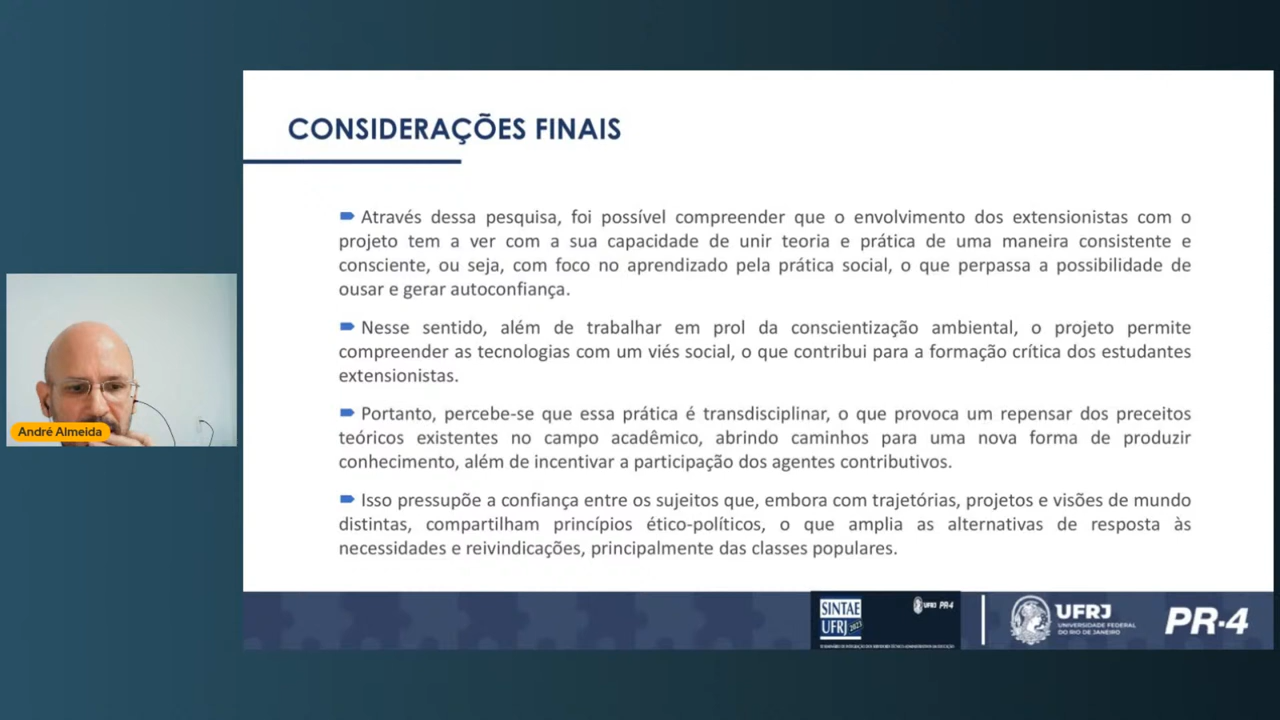 CONSIDERAÇÕES FINAIS
Através dessa pesquisa, foi possível compreender que o envolvimento dos extensionistas com o
projeto tem a ver com a sua capacidade de unir teoria e prática de uma maneira consistente e
consciente, ou seja, com foco no aprendizado pela prática social, o que perpassa a possibilidade de
ousar e gerar autoconfiança.
Nesse sentido, além de trabalhar em prol da conscientização ambiental, o projeto permite
compreender as tecnologias com um viés social, o que contribui para a formação crítica dos estudantes
extensionistas.
Portanto, percebe-se que essa prática é transdisciplinar, o que provoca um repensar dos preceitos
teóricos existentes no campo acadêmico, abrindo caminhos para uma nova forma de produzir
conhecimento, além de incentivar a participação dos agentes contributivos.
Isso pressupõe a confiança entre os sujeitos que, embora com trajetórias, projetos e visões de mundo
distintas, compartilham princípios ético-políticos, o que amplia as alternativas de resposta às
necessidades e reivindicações, principalmente das classes populares.
André Almeida
SINTAE
UFRJ 2023
UFRJ PR4
UFRJ
UNIVERSIDADE FEDERAL
DO RIO DE JANEIRO
PR-4